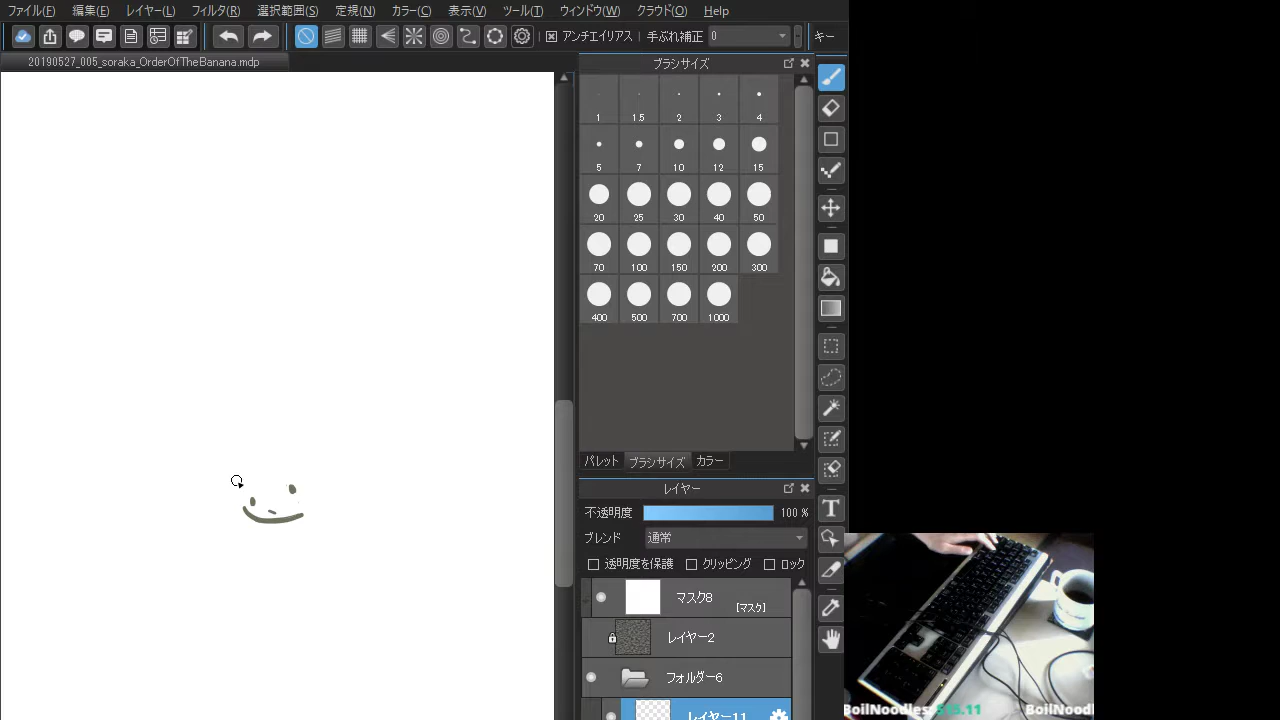 ファイル(F) 編集(E) レイヤー(L) フィルタ(R) 選択範囲(S) 定規(N) カラー(C) 表示(V) ツール(T) ウィンドウ(W) クラウド(O) Help
アンチエイリアス 手ぶれ補正 0 キー
20190527_005_soraka_OrderOfTheBanana.mdp
ブラシサイズ
1 1.5 2 3 4
5 7 10 12 15
20 25 30 40 50
70 100 150 200 300
400 500 700 1000
パレット ブラシサイズ カラー
レイヤー
不透明度 100 %
ブレンド 通常
透明度を保護 クリッピング ロック
マスク8
[マスク]
レイヤー2
フォルダー6
レイヤー11